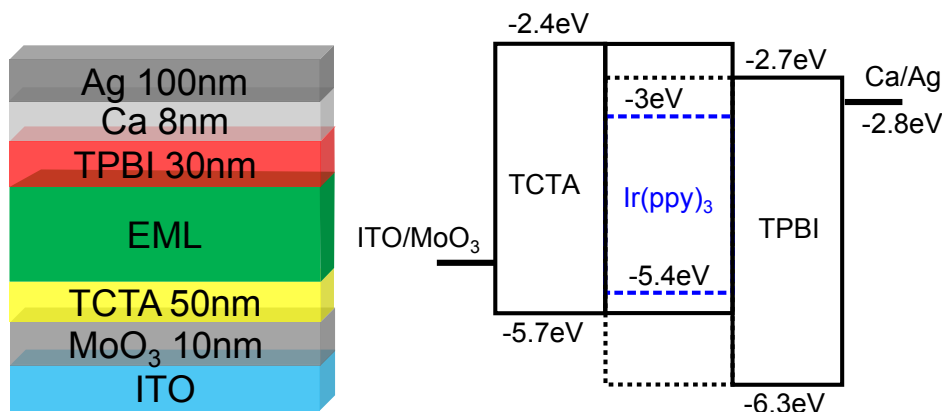 Ag 100nm
Ca 8nm
TPBI 30nm
EML
TCTA 50nm
MoO₃ 10nm
ITO
-2.4eV
-2.7eV
Ca/Ag
-3eV
-2.8eV
TCTA
Ir(ppy)₃
TPBI
ITO/MoO₃
-5.4eV
-5.7eV
-6.3eV